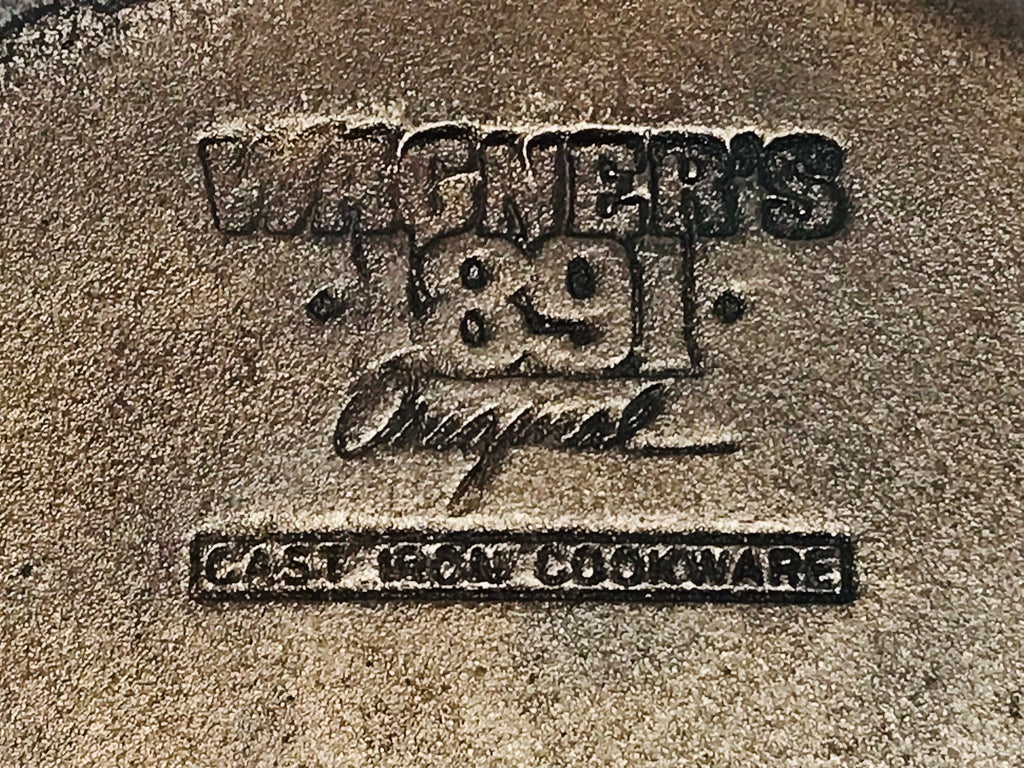 WAGNER'S
· 1891 ·
Original
CAST IRON COOKWARE